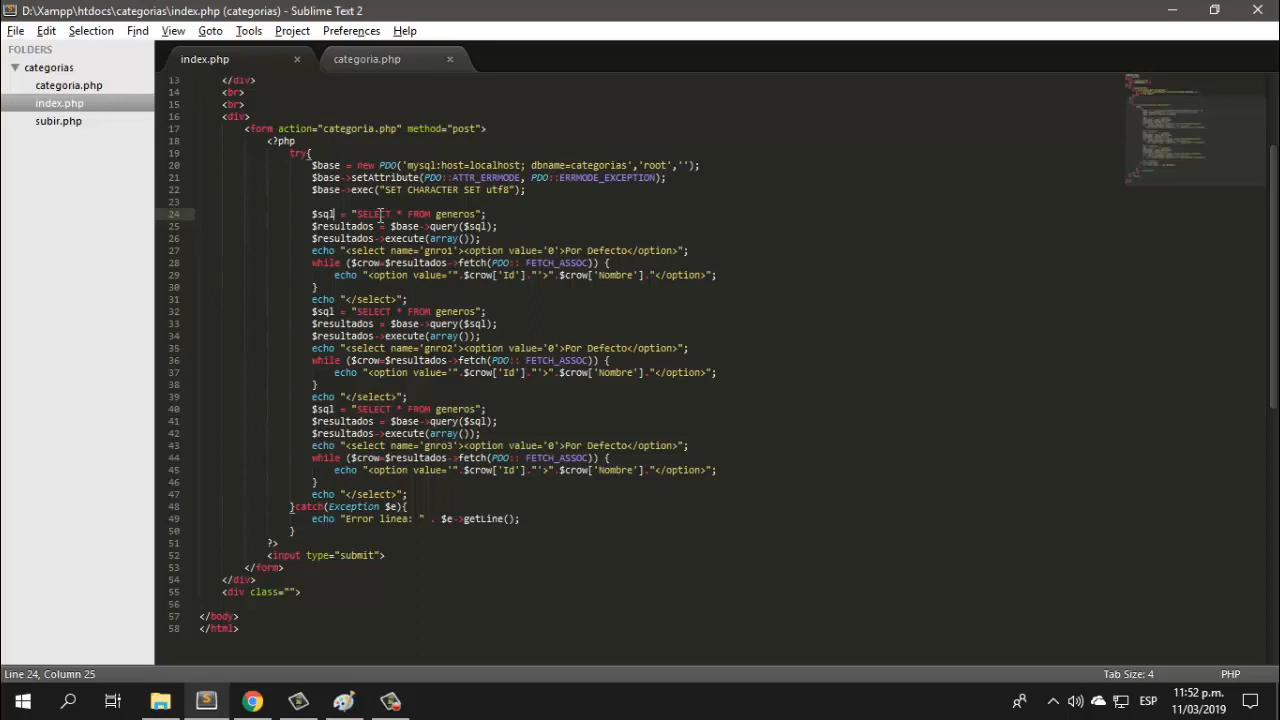 D:\Xampp\htdocs\categorias\index.php (categorias) - Sublime Text 2
File Edit Selection Find View Goto Tools Project Preferences Help
FOLDERS
categorias
categoria.php
index.php
subir.php
index.php × categoria.php ×
13 </div>
14 <br>
15 <br>
16 <div>
17 <form action="categoria.php" method="post">
18 <?php
19 try{
20 $base = new PDO('mysql:host=localhost; dbname=categorias','root','');
21 $base->setAttribute(PDO::ATTR_ERRMODE, PDO::ERRMODE_EXCEPTION);
22 $base->exec("SET CHARACTER SET utf8");
23
24 $sql = "SELECT * FROM generos";
25 $resultados = $base->query($sql);
26 $resultados->execute(array());
27 echo "<select name='gnro1'><option value='0'>Por Defecto</option>";
28 while ($crow=$resultados->fetch(PDO:: FETCH_ASSOC)) {
29 echo "<option value='".$crow['Id']."'>".$crow['Nombre']."</option>";
30 }
31 echo "</select>";
32 $sql = "SELECT * FROM generos";
33 $resultados = $base->query($sql);
34 $resultados->execute(array());
35 echo "<select name='gnro2'><option value='0'>Por Defecto</option>";
36 while ($crow=$resultados->fetch(PDO:: FETCH_ASSOC)) {
37 echo "<option value='".$crow['Id']."'>".$crow['Nombre']."</option>";
38 }
39 echo "</select>";
40 $sql = "SELECT * FROM generos";
41 $resultados = $base->query($sql);
42 $resultados->execute(array());
43 echo "<select name='gnro3'><option value='0'>Por Defecto</option>";
44 while ($crow=$resultados->fetch(PDO:: FETCH_ASSOC)) {
45 echo "<option value='".$crow['Id']."'>".$crow['Nombre']."</option>";
46 }
47 echo "</select>";
48 }catch(Exception $e){
49 echo "Error linea: " . $e->getLine();
50 }
51 ?>
52 <input type="submit">
53 </form>
54 </div>
55 <div class="">
56
57 </body>
58 </html>
Line 24, Column 25 Tab Size: 4 PHP
ESP 11:52 p.m.
11/03/2019